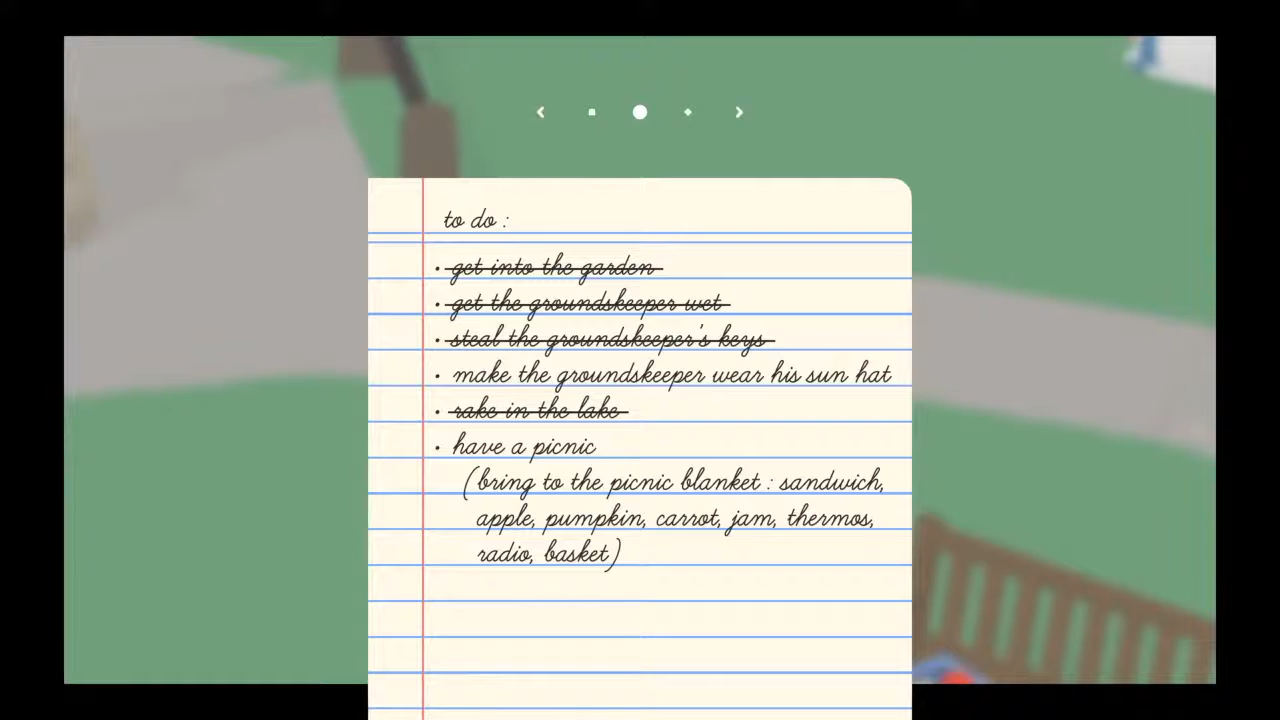 to do :
• get into the garden
• get the groundskeeper wet
• steal the groundskeeper's keys
• make the groundskeeper wear his sun hat
• rake in the lake
• have a picnic
(bring to the picnic blanket : sandwich,
apple, pumpkin, carrot, jam, thermos,
radio, basket)